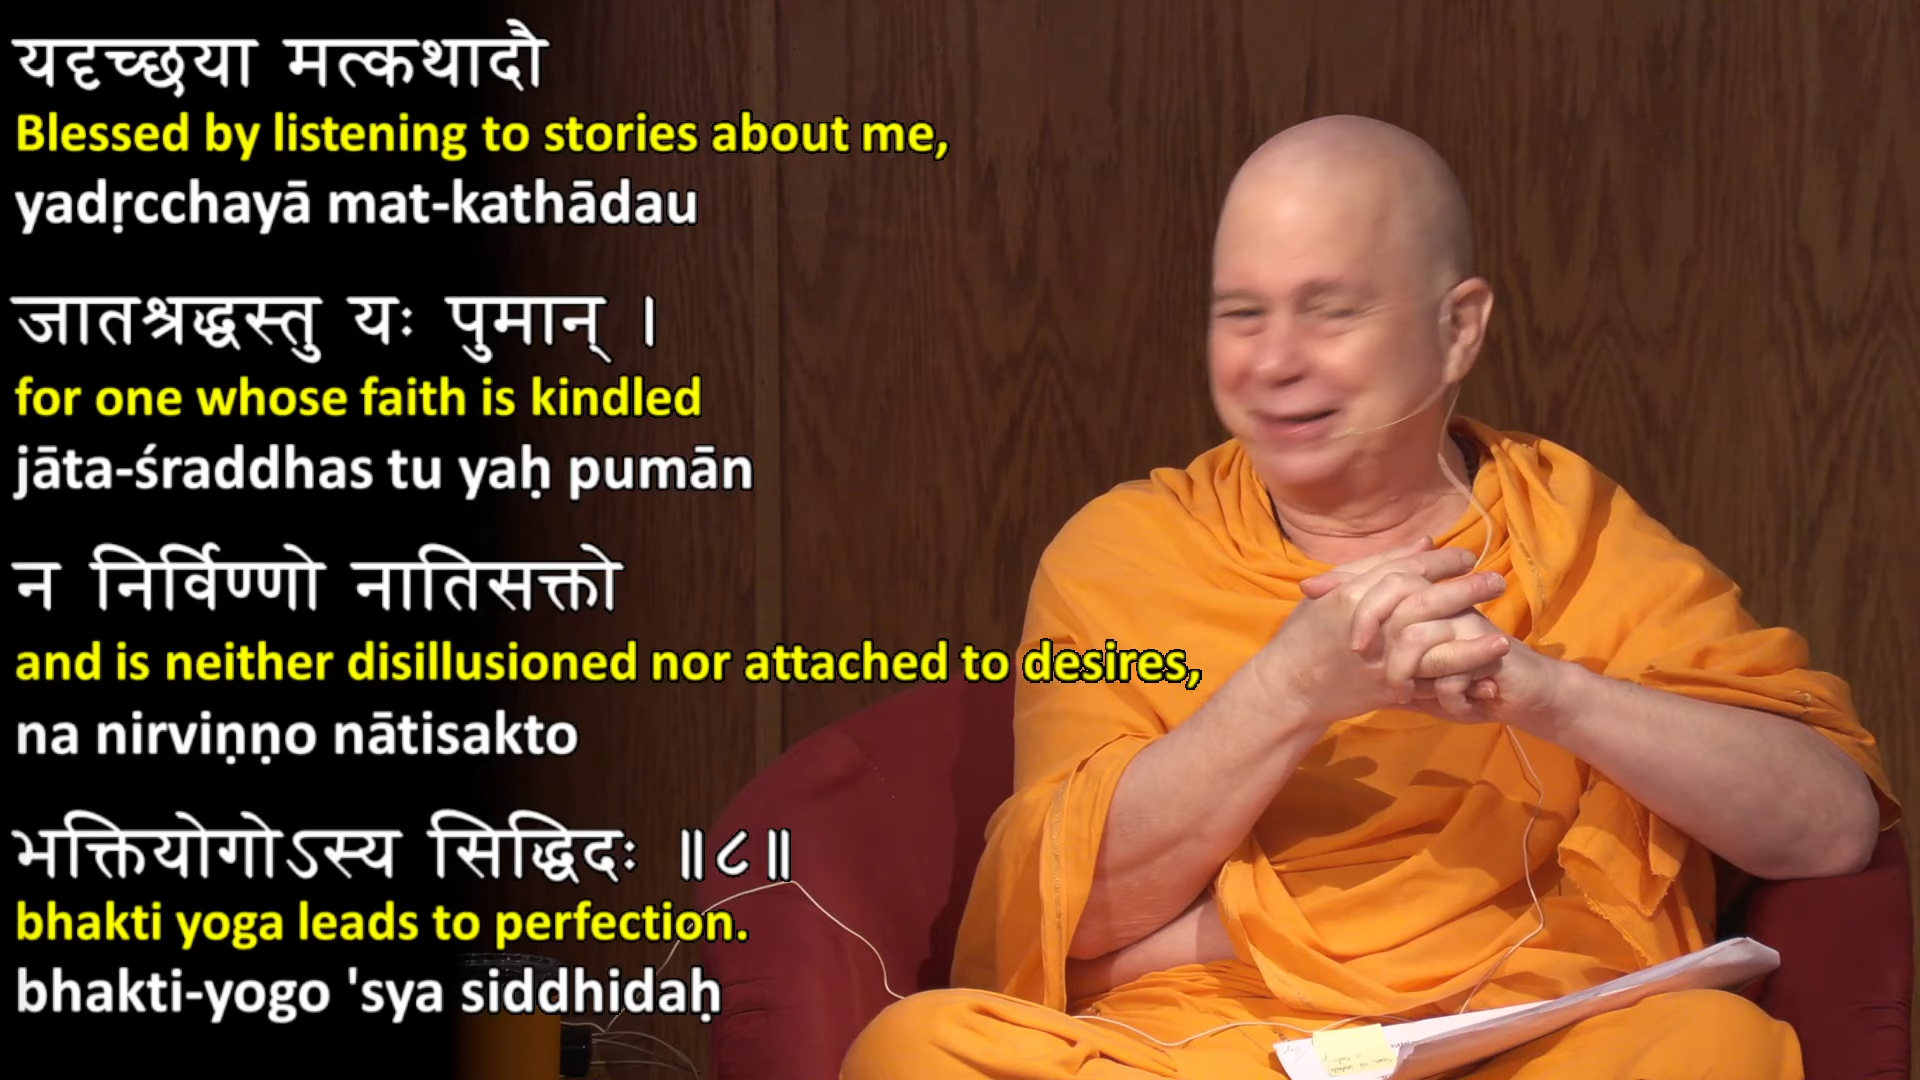 यदृच्छया मत्कथादौ
Blessed by listening to stories about me,
yadṛcchayā mat-kathādau
जातश्रद्धस्तु यः पुमान् ।
for one whose faith is kindled
jāta-śraddhas tu yaḥ pumān
न निर्विण्णो नातिसक्तो
and is neither disillusioned nor attached to desires,
na nirviṇṇo nātisakto
भक्तियोगोऽस्य सिद्धिदः ॥८॥
bhakti yoga leads to perfection.
bhakti-yogo 'sya siddhidaḥ